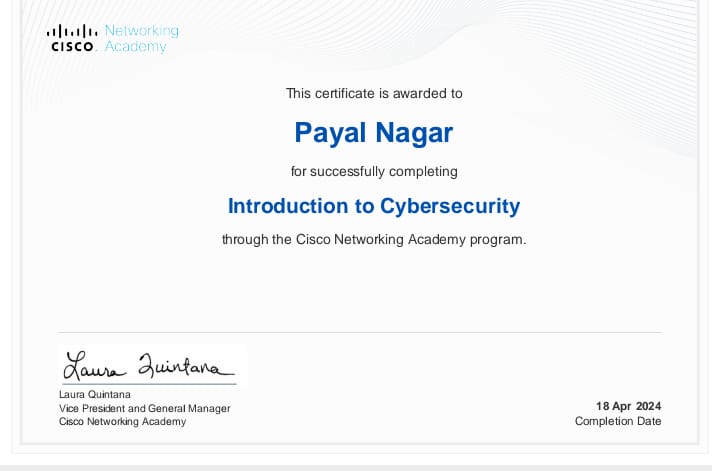 Networking
CISCO Academy
This certificate is awarded to
Payal Nagar
for successfully completing
Introduction to Cybersecurity
through the Cisco Networking Academy program.
Laura Quintana
Laura Quintana
Vice President and General Manager
Cisco Networking Academy
18 Apr 2024
Completion Date